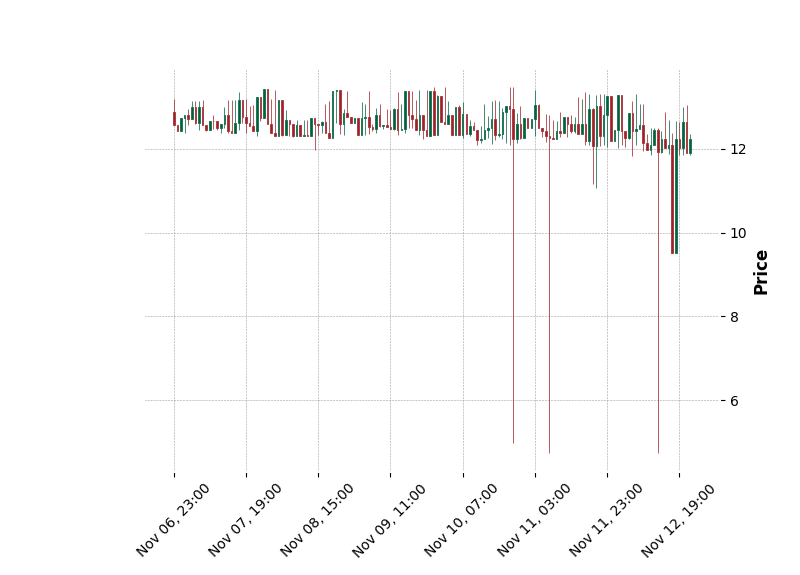 12
10
8
6
Price
Nov 06, 23:00
Nov 07, 19:00
Nov 08, 15:00
Nov 09, 11:00
Nov 10, 07:00
Nov 11, 03:00
Nov 11, 23:00
Nov 12, 19:00